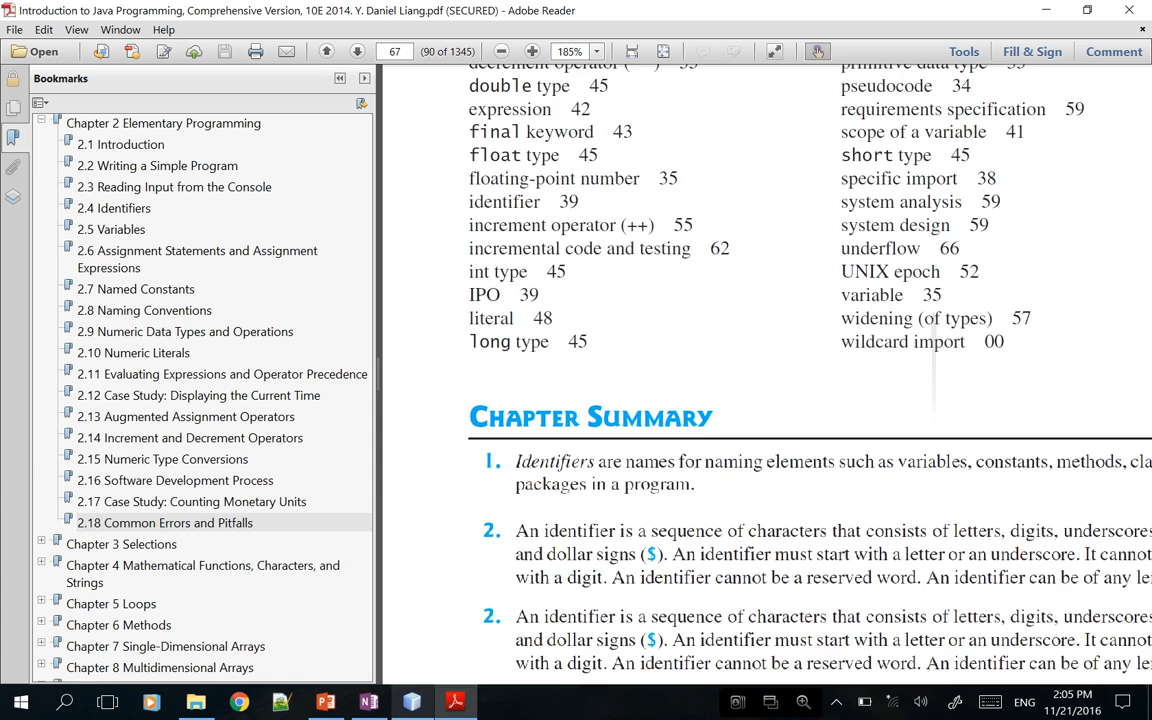 Introduction to Java Programming, Comprehensive Version, 10E 2014. Y. Daniel Liang.pdf (SECURED) - Adobe Reader
File Edit View Window Help
Open 67 (90 of 1345) 185% Tools Fill & Sign Comment
Bookmarks
Chapter 2 Elementary Programming
2.1 Introduction
2.2 Writing a Simple Program
2.3 Reading Input from the Console
2.4 Identifiers
2.5 Variables
2.6 Assignment Statements and Assignment
Expressions
2.7 Named Constants
2.8 Naming Conventions
2.9 Numeric Data Types and Operations
2.10 Numeric Literals
2.11 Evaluating Expressions and Operator Precedence
2.12 Case Study: Displaying the Current Time
2.13 Augmented Assignment Operators
2.14 Increment and Decrement Operators
2.15 Numeric Type Conversions
2.16 Software Development Process
2.17 Case Study: Counting Monetary Units
2.18 Common Errors and Pitfalls
Chapter 3 Selections
Chapter 4 Mathematical Functions, Characters, and
Strings
Chapter 5 Loops
Chapter 6 Methods
Chapter 7 Single-Dimensional Arrays
Chapter 8 Multidimensional Arrays
double type 45
expression 42
final keyword 43
float type 45
floating-point number 35
identifier 39
increment operator (++) 55
incremental code and testing 62
int type 45
IPO 39
literal 48
long type 45
pseudocode 34
requirements specification 59
scope of a variable 41
short type 45
specific import 38
system analysis 59
system design 59
underflow 66
UNIX epoch 52
variable 35
widening (of types) 57
wildcard import 00
CHAPTER SUMMARY
1. Identifiers are names for naming elements such as variables, constants, methods, cla
packages in a program.
2. An identifier is a sequence of characters that consists of letters, digits, underscores
and dollar signs ($). An identifier must start with a letter or an underscore. It cannot
with a digit. An identifier cannot be a reserved word. An identifier can be of any le
2. An identifier is a sequence of characters that consists of letters, digits, underscores
and dollar signs ($). An identifier must start with a letter or an underscore. It cannot
with a digit. An identifier cannot be a reserved word. An identifier can be of any le
ENG
2:05 PM
11/21/2016